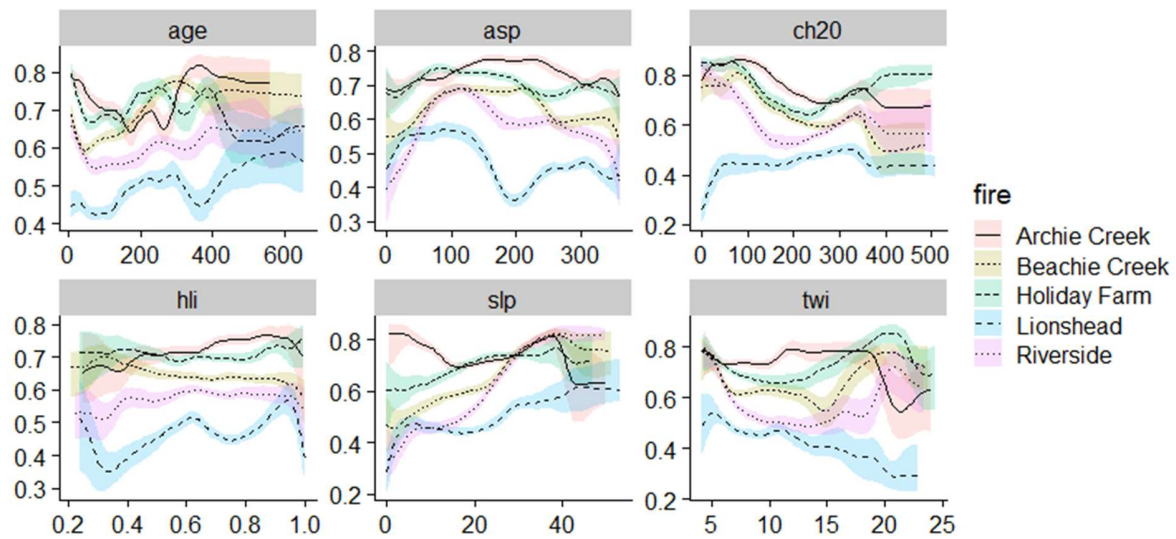 age
asp
ch20
0.8
0.7
0.6
0.5
0.4
0 200 400 600
0.8
0.7
0.6
0.5
0.4
0.3
0 100 200 300
0.8
0.6
0.4
0.2
0 100 200 300 400 500
hli
slp
twi
0.8
0.7
0.6
0.5
0.4
0.3
0.2 0.4 0.6 0.8 1.0
0.8
0.6
0.4
0.2
0 20 40
0.8
0.6
0.4
0.2
5 10 15 20 25
fire
Archie Creek
Beachie Creek
Holiday Farm
Lionshead
Riverside